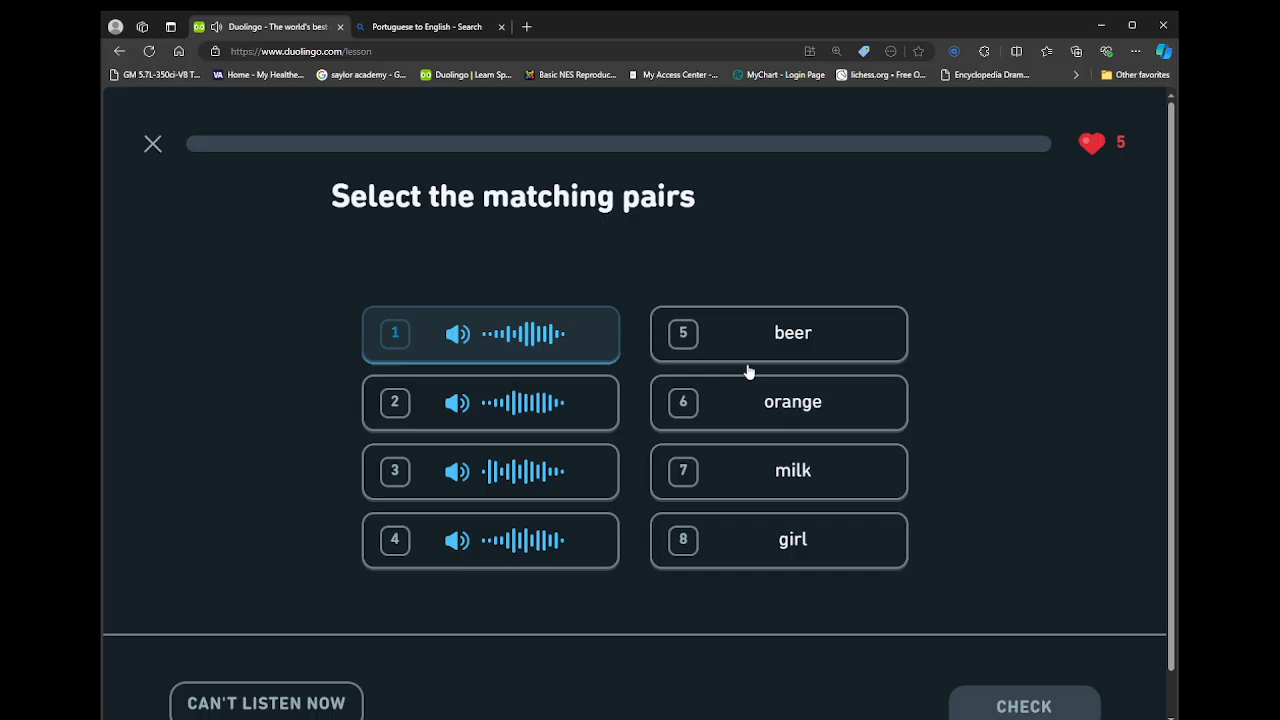 Duolingo - The world's best
Portuguese to English - Search
https://www.duolingo.com/lesson
GM 5.7L-350ci-V8 T...
VA Home - My Healthe...
saylor academy - G...
Duolingo | Learn Sp...
Basic NES Reproduc...
My Access Center -...
MyChart - Login Page
lichess.org • Free O...
Encyclopedia Dram...
Other favorites
5
Select the matching pairs
1
5 beer
2
6 orange
3
7 milk
4
8 girl
CAN'T LISTEN NOW
CHECK